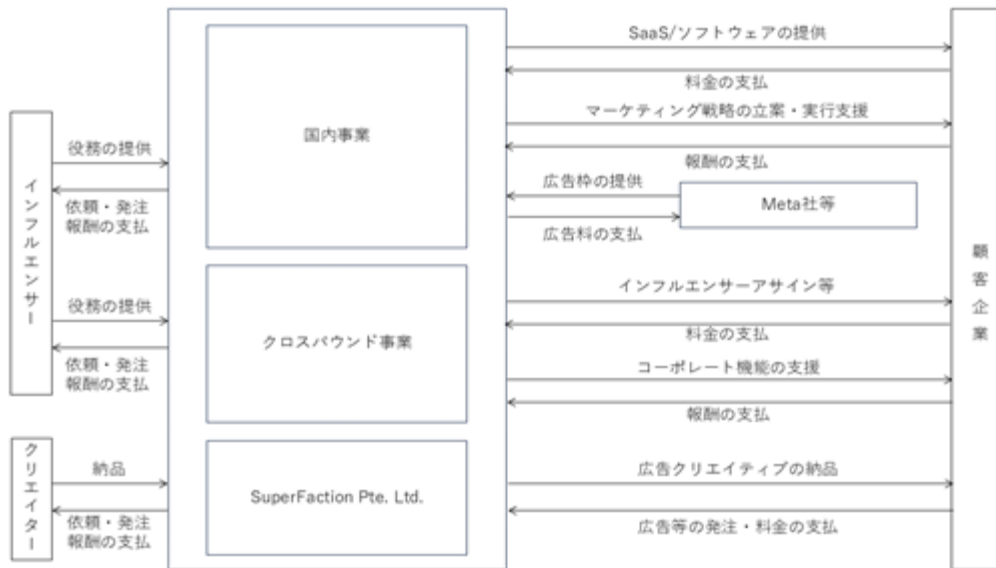 SaaS/ソフトウェアの提供
料金の支払
国内事業
マーケティング戦略の立案・実行支援
報酬の支払
役務の提供
依頼・発注
報酬の支払
広告枠の提供
Meta社等
広告料の支払
インフルエンサー
顧客企業
役務の提供
依頼・発注
報酬の支払
クロスバウンド事業
インフルエンサーアサイン等
料金の支払
コーポレート機能の支援
報酬の支払
クリエイター
納品
依頼・発注
報酬の支払
SuperFaction Pte. Ltd.
広告クリエイティブの納品
広告等の発注・料金の支払